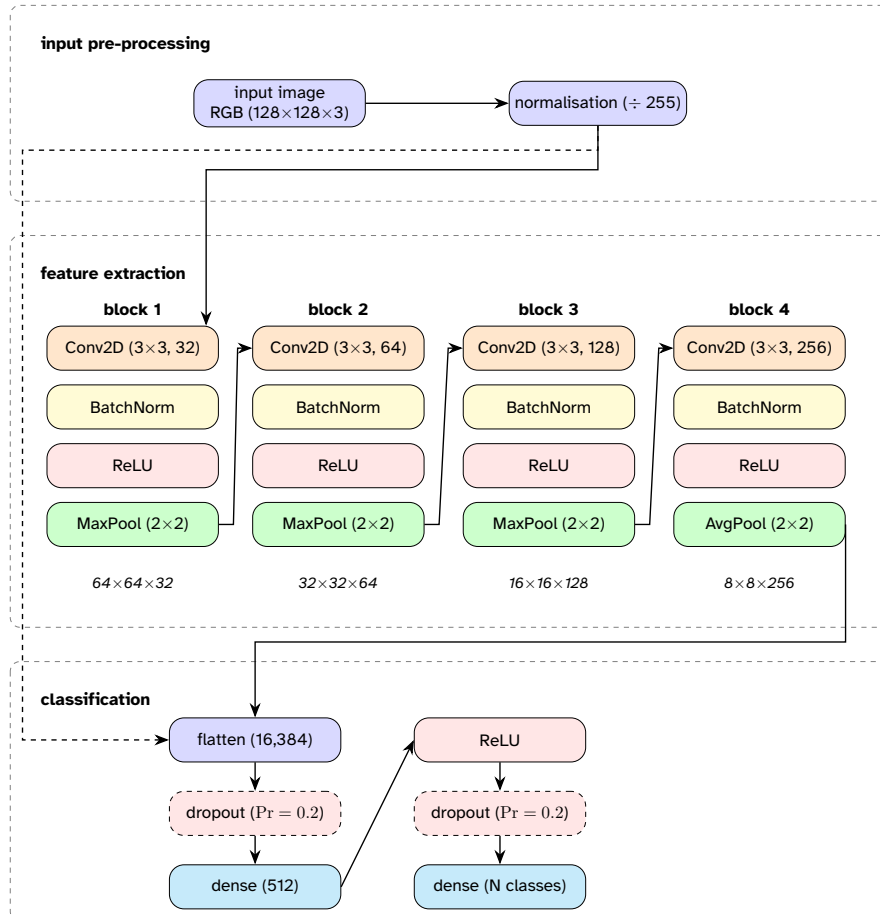 input pre-processing
input image
RGB (128×128×3)
normalisation (÷ 255)
feature extraction
block 1
Conv2D (3×3, 32)
BatchNorm
ReLU
MaxPool (2×2)
64×64×32
block 2
Conv2D (3×3, 64)
BatchNorm
ReLU
MaxPool (2×2)
32×32×64
block 3
Conv2D (3×3, 128)
BatchNorm
ReLU
MaxPool (2×2)
16×16×128
block 4
Conv2D (3×3, 256)
BatchNorm
ReLU
AvgPool (2×2)
8×8×256
classification
flatten (16,384)
dropout (Pr = 0.2)
dense (512)
ReLU
dropout (Pr = 0.2)
dense (N classes)